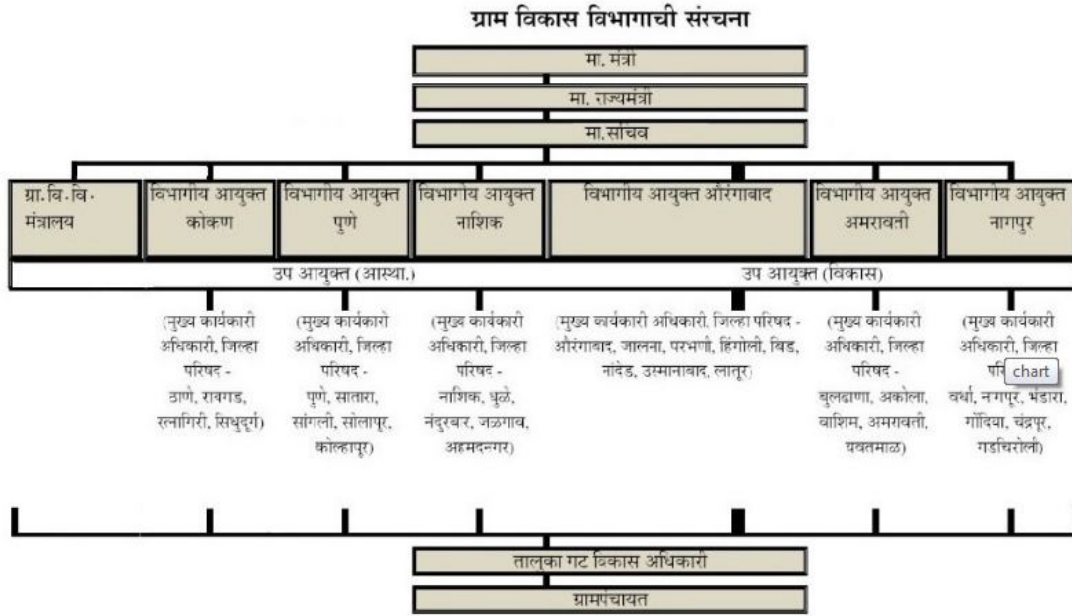 ग्राम विकास विभागाची संरचना
मा. मंत्री
मा. राज्यमंत्री
मा.सचिव
ग्रा.वि.वि.
मंत्रालय
विभागीय आयुक्त
कोकण
विभागीय आयुक्त
पुणे
विभागीय आयुक्त
नाशिक
विभागीय आयुक्त औरंगाबाद
विभागीय आयुक्त
अमरावती
विभागीय आयुक्त
नागपुर
उप आयुक्त (आस्था.)
उप आयुक्त (विकास)
(मुख्य कार्यकारी
अधिकारी, जिल्हा
परिषद -
ठाणे, रायगड,
रत्नागिरी, सिंधुदूर्ग)
(मुख्य कार्यकारी
अधिकारी, जिल्हा
परिषद -
पुणे, सातारा,
सांगली, सोलापूर,
कोल्हापूर)
(मुख्य कार्यकारी
अधिकारी, जिल्हा
परिषद -
नाशिक, धुळे,
नंदुरबार, जळगाव,
अहमदनगर)
(मुख्य कार्यकारी अधिकारी, जिल्हा परिषद -
औरंगाबाद, जालना, परभणी, हिंगोली, बिड,
नांदेड, उस्मानाबाद, लातूर)
(मुख्य कार्यकारी
अधिकारी, जिल्हा
परिषद -
बुलढाणा, अकोला,
वाशिम, अमरावती,
यवतमाळ)
(मुख्य कार्यकारी
अधिकारी, जिल्हा
chart
वर्धा, नागपूर, भंडारा,
गोंदिया, चंद्रपूर,
गडचिरोली)
तालुका गट विकास अधिकारी
ग्रामपंचायत